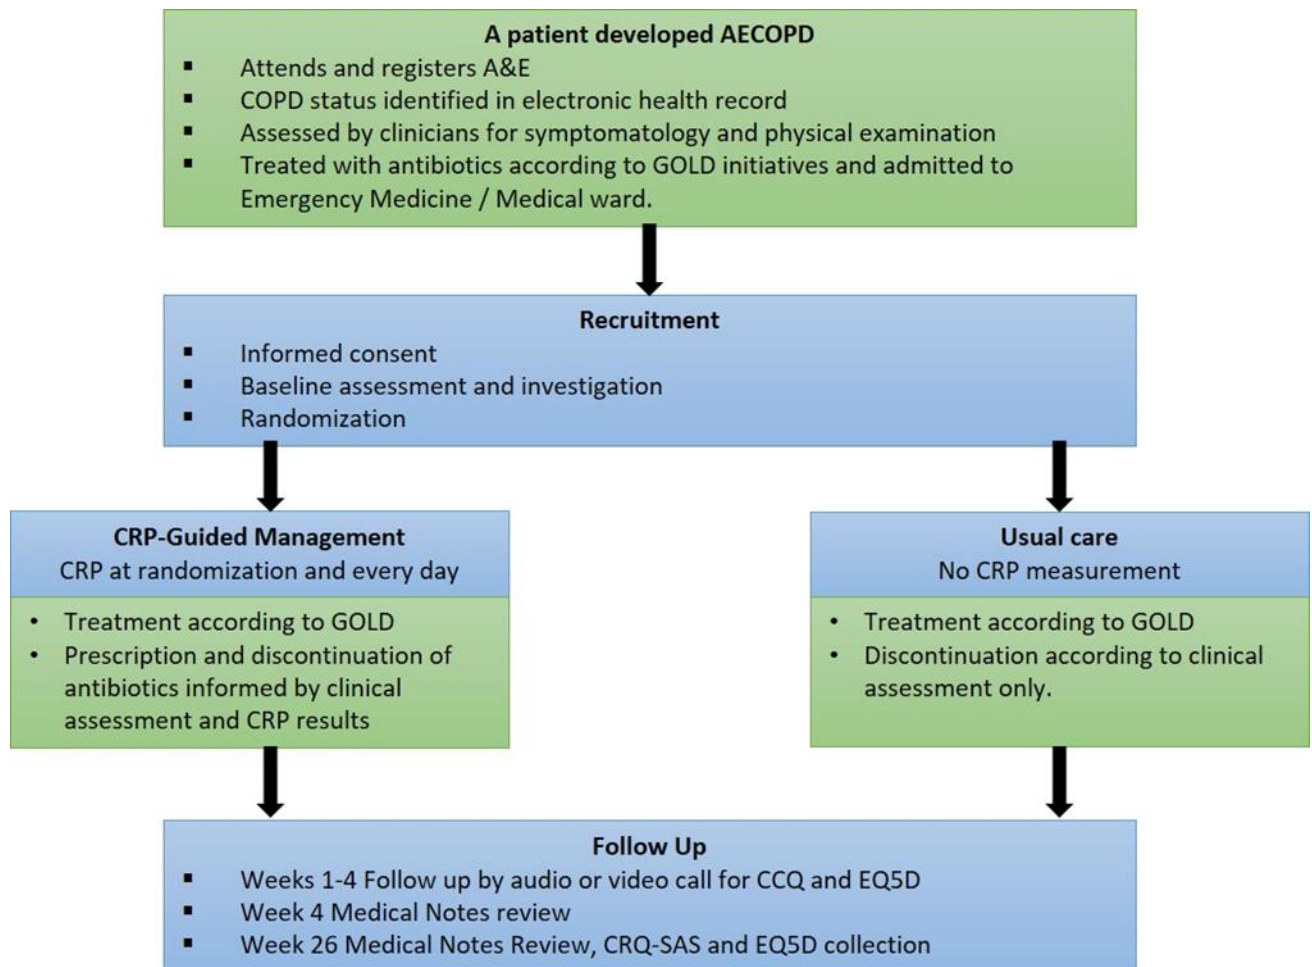 A patient developed AECOPD
▪ Attends and registers A&E
▪ COPD status identified in electronic health record
▪ Assessed by clinicians for symptomatology and physical examination
▪ Treated with antibiotics according to GOLD initiatives and admitted to
Emergency Medicine / Medical ward.
Recruitment
▪ Informed consent
▪ Baseline assessment and investigation
▪ Randomization
CRP-Guided Management
CRP at randomization and every day
• Treatment according to GOLD
• Prescription and discontinuation of
antibiotics informed by clinical
assessment and CRP results
Usual care
No CRP measurement
• Treatment according to GOLD
• Discontinuation according to clinical
assessment only.
Follow Up
▪ Weeks 1-4 Follow up by audio or video call for CCQ and EQ5D
▪ Week 4 Medical Notes review
▪ Week 26 Medical Notes Review, CRQ-SAS and EQ5D collection